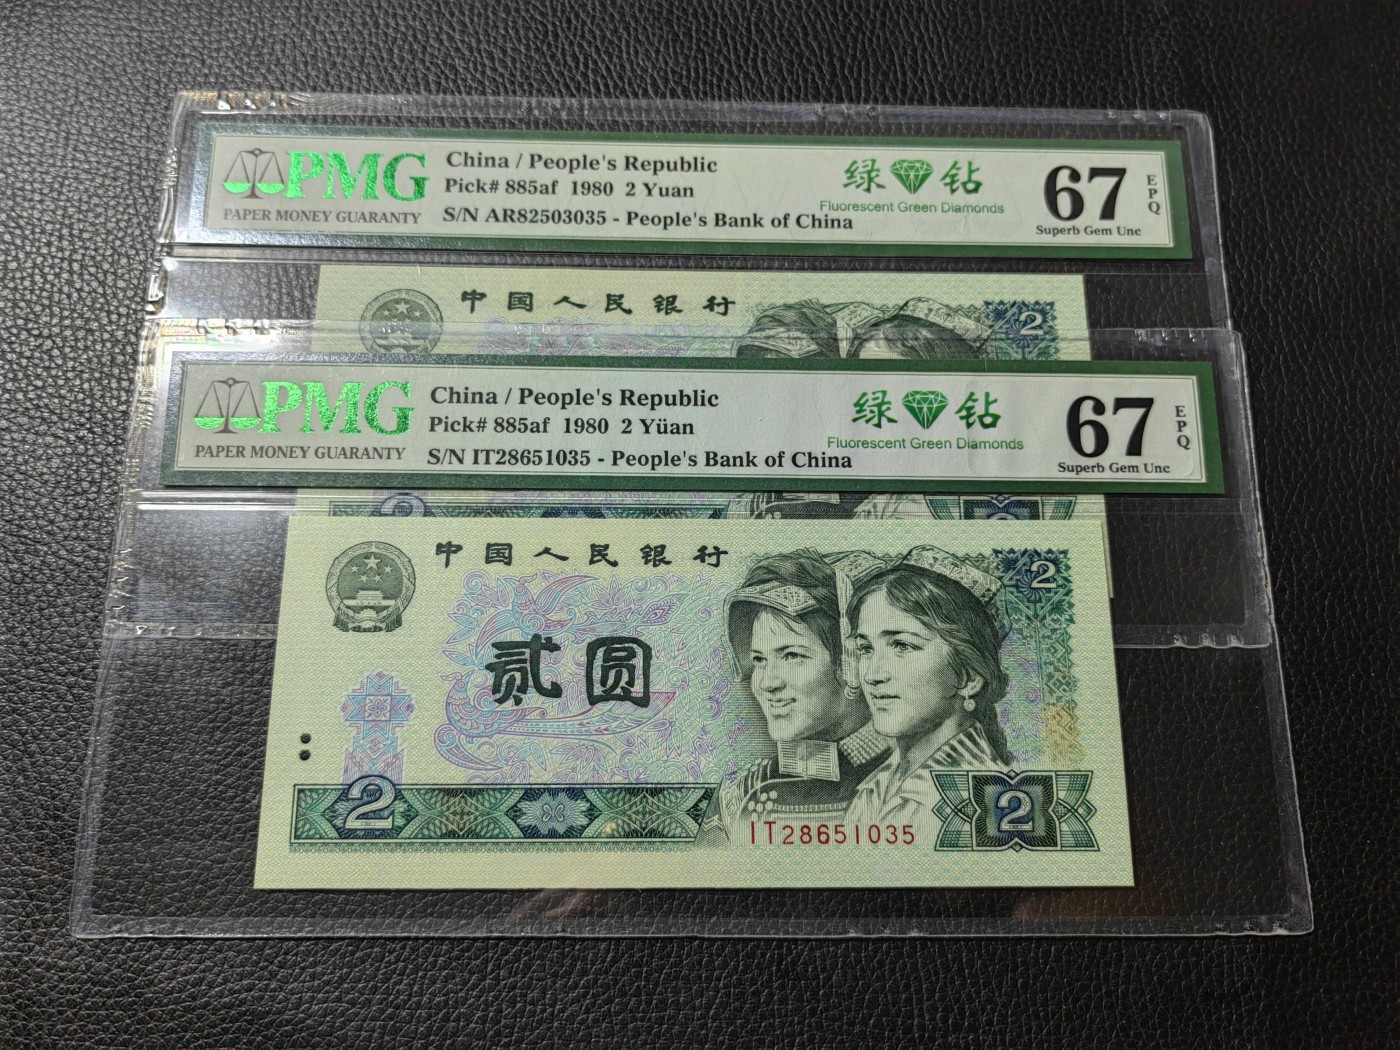 PMG
PAPER MONEY GUARANTY
China / People's Republic
Pick# 885af 1980 2 Yuan
S/N AR82503035 - People's Bank of China
绿 钻
Fluorescent Green Diamonds
67
EPQ
Superb Gem Unc
中国人民银行
2
PMG
PAPER MONEY GUARANTY
China / People's Republic
Pick# 885af 1980 2 Yüan
S/N IT28651035 - People's Bank of China
绿 钻
Fluorescent Green Diamonds
67
EPQ
Superb Gem Unc
2
中国人民银行
2
贰圆
2
IT28651035
2